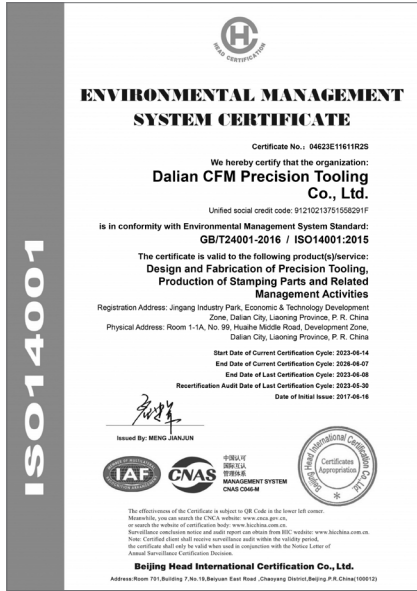 HEAD CERTIFICATION
ENVIRONMENTAL MANAGEMENT
SYSTEM CERTIFICATE
Certificate No.: 04623E11611R2S
We hereby certify that the organization:
Dalian CFM Precision Tooling
Co., Ltd.
Unified social credit code: 91210213751558291F
is in conformity with Environmental Management System Standard:
GB/T24001-2016 / ISO14001:2015
The certificate is valid to the following product(s)/service:
Design and Fabrication of Precision Tooling,
Production of Stamping Parts and Related
Management Activities
Registration Address: Jingang Industry Park, Economic & Technology Development
Zone, Dalian City, Liaoning Province, P. R. China
Physical Address: Room 1-1A, No. 99, Huaihe Middle Road, Development Zone,
Dalian City, Liaoning Province, P. R. China
Start Date of Current Certification Cycle: 2023-06-14
End Date of Current Certification Cycle: 2026-06-07
End Date of Last Certification Cycle: 2023-06-08
Recertification Audit Date of Last Certification Cycle: 2023-05-30
Date of Initial Issue: 2017-06-16
ISO14001
Issued By: MENG JIANJUN
IAF
CNAS
中国认可
国际互认
管理体系
MANAGEMENT SYSTEM
CNAS C046-M
Beijing Head International Certification Co.,Ltd.
Certificates
Appropriation
The effectiveness of the Certificate is subject to QR Code in the lower left corner.
Meanwhile, you can search the CNCA website: www.cnca.gov.cn,
or search the website of certification body: www.hicchina.com.cn.
Surveillance conclusion notice and audit report can obtain from HIC website: www.hicchina.com.cn.
Note: Certified client shall receive surveillance audit within the validity period,
the certificate shall only be valid when used in conjunction with the Notice Letter of
Annual Surveillance Certification Decision.
Beijing Head International Certification Co., Ltd.
Address:Room 701,Building 7,No.19,Beiyuan East Road ,Chaoyang District,Beijing.P.R.China(100012)